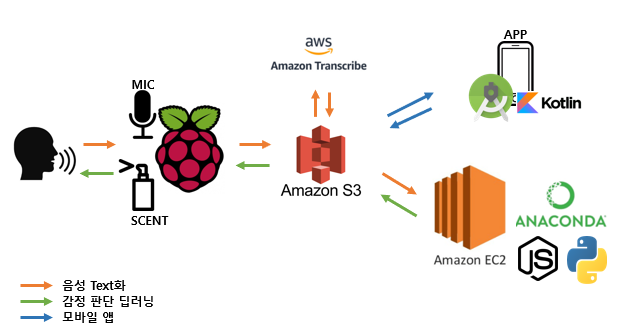 APP
aws
Amazon Transcribe
MIC
Kotlin
Amazon S3
SCENT
ANACONDA
Amazon EC2
JS
음성 Text화
감정 판단 딥러닝
모바일 앱